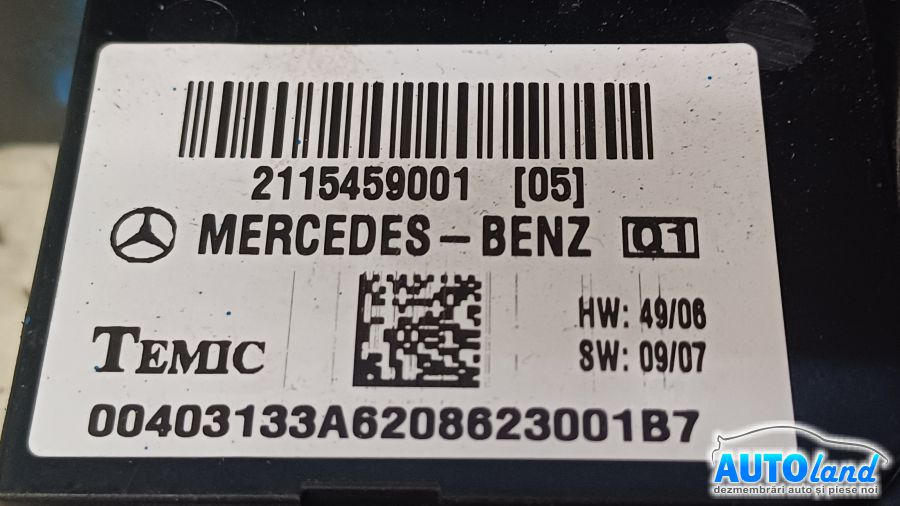 2115459001 [05]
MERCEDES-BENZ Q1
HW: 49/06
TEMIC
SW: 09/07
00403133A6208623001B7
AUTOland
dezmembrări auto și piese noi